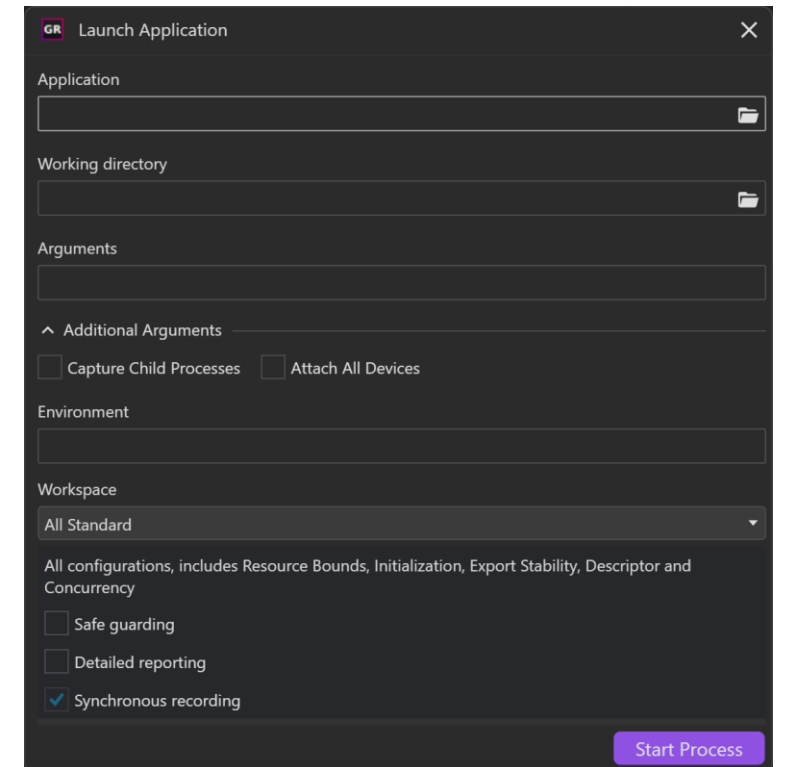 GR Launch Application
Application
Working directory
Arguments
Additional Arguments
Capture Child Processes Attach All Devices
Environment
Workspace
All Standard
All configurations, includes Resource Bounds, Initialization, Export Stability, Descriptor and
Concurrency
Safe guarding
Detailed reporting
Synchronous recording
Start Process